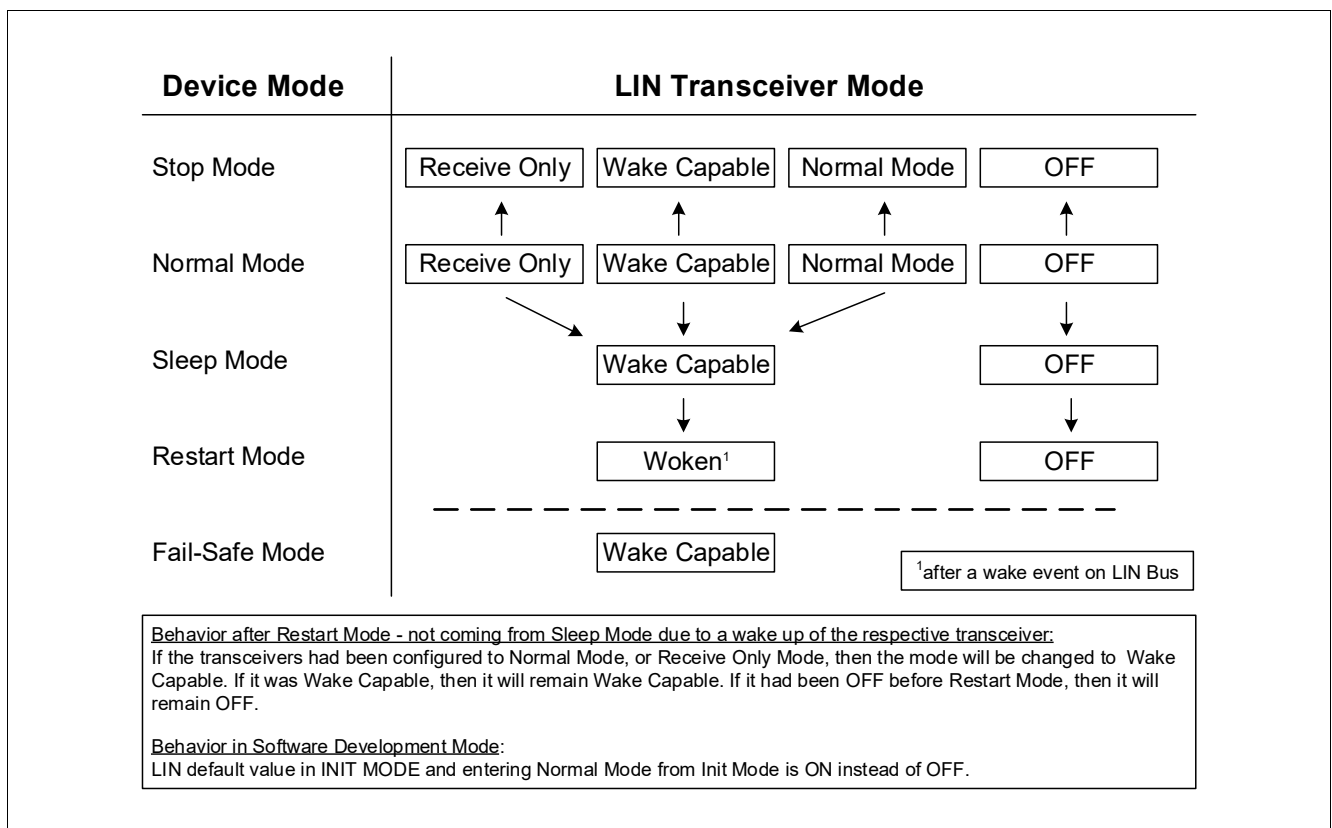 Device Mode LIN Transceiver Mode
Stop Mode Receive Only Wake Capable Normal Mode OFF
Normal Mode Receive Only Wake Capable Normal Mode OFF
Sleep Mode Wake Capable OFF
Restart Mode Woken¹ OFF
Fail-Safe Mode Wake Capable
¹after a wake event on LIN Bus
Behavior after Restart Mode - not coming from Sleep Mode due to a wake up of the respective transceiver:
If the transceivers had been configured to Normal Mode, or Receive Only Mode, then the mode will be changed to Wake
Capable. If it was Wake Capable, then it will remain Wake Capable. If it had been OFF before Restart Mode, then it will
remain OFF.
Behavior in Software Development Mode:
LIN default value in INIT MODE and entering Normal Mode from Init Mode is ON instead of OFF.